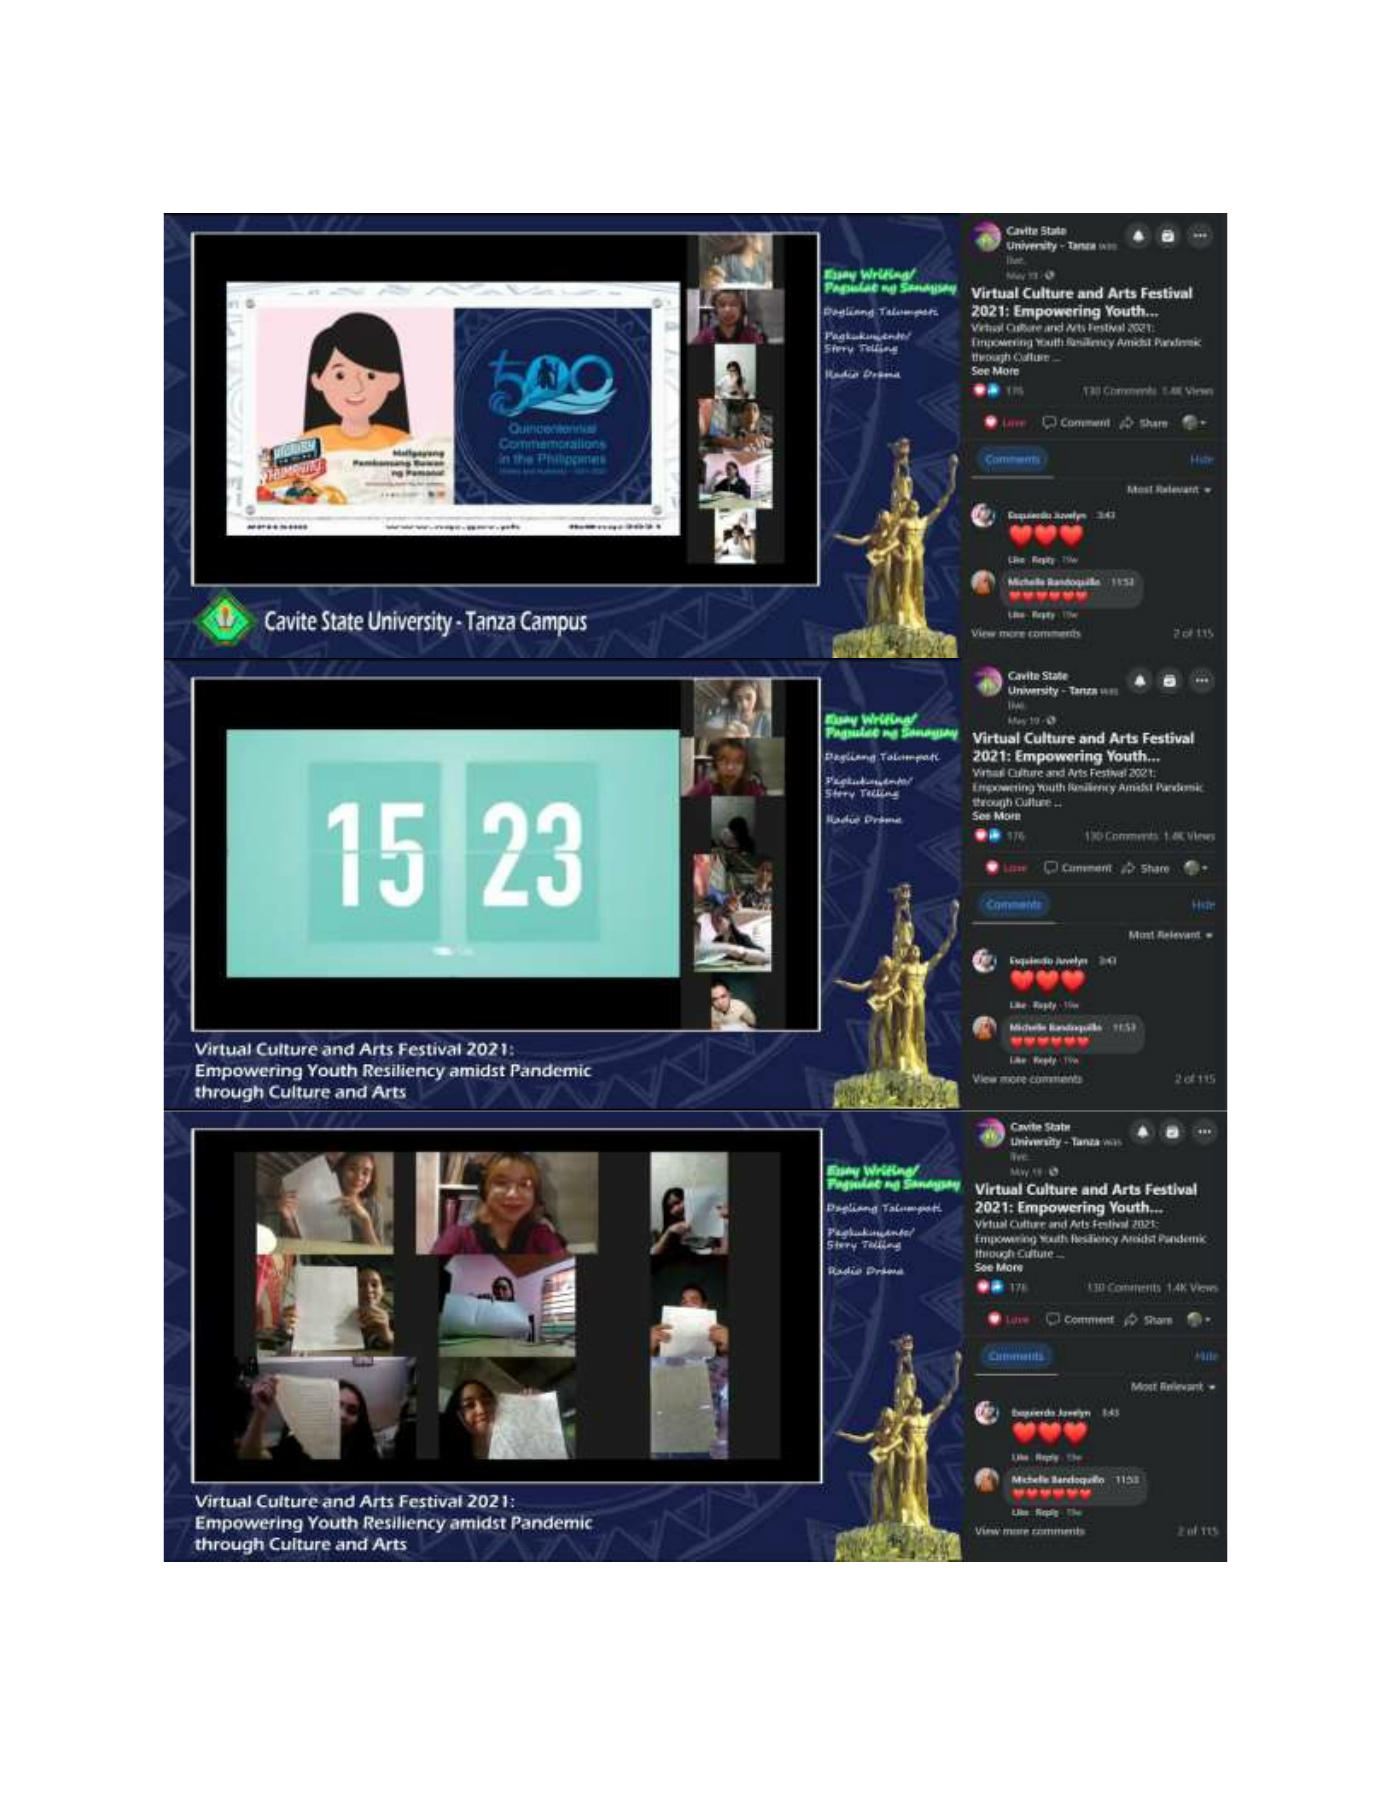 500
Quincentennial
Commemorations
in the Philippines
Maligayang
Pambansang Buwan
ng Pamana!
Essay Writing/
Pagsulat ng Sanaysay
Dagliang Talumpati
Pagkukuwento/
Story Telling
Radio Drama
Cavite State University - Tanza Campus
Cavite State
University - Tanza was
live.
May 19
Virtual Culture and Arts Festival
2021: Empowering Youth...
Virtual Culture and Arts Festival 2021:
Empowering Youth Resiliency Amidst Pandemic
through Culture ...
See More
176
130 Comments 1.4K Views
Love
Comment
Share
Comments
Hide
Most Relevant
Esquierdo Juvelyn 3:43
Like Reply 19w
Michelle Bandoquillo 11:53
Like Reply 19w
View more comments
2 of 115
15 23
Essay Writing/
Pagsulat ng Sanaysay
Dagliang Talumpati
Pagkukuwento/
Story Telling
Radio Drama
Virtual Culture and Arts Festival 2021:
Empowering Youth Resiliency amidst Pandemic
through Culture and Arts
Cavite State
University - Tanza was
live.
May 19
Virtual Culture and Arts Festival
2021: Empowering Youth...
Virtual Culture and Arts Festival 2021:
Empowering Youth Resiliency Amidst Pandemic
through Culture ...
See More
176
130 Comments 1.4K Views
Love
Comment
Share
Comments
Hide
Most Relevant
Esquierdo Juvelyn 3:43
Like Reply 19w
Michelle Bandoquillo 11:53
Like Reply 19w
View more comments
2 of 115
Essay Writing/
Pagsulat ng Sanaysay
Dagliang Talumpati
Pagkukuwento/
Story Telling
Radio Drama
Virtual Culture and Arts Festival 2021:
Empowering Youth Resiliency amidst Pandemic
through Culture and Arts
Cavite State
University - Tanza was
live.
May 19
Virtual Culture and Arts Festival
2021: Empowering Youth...
Virtual Culture and Arts Festival 2021:
Empowering Youth Resiliency Amidst Pandemic
through Culture ...
See More
176
130 Comments 1.4K Views
Love
Comment
Share
Comments
Hide
Most Relevant
Esquierdo Juvelyn 3:43
Like Reply 19w
Michelle Bandoquillo 11:53
Like Reply 19w
View more comments
2 of 115